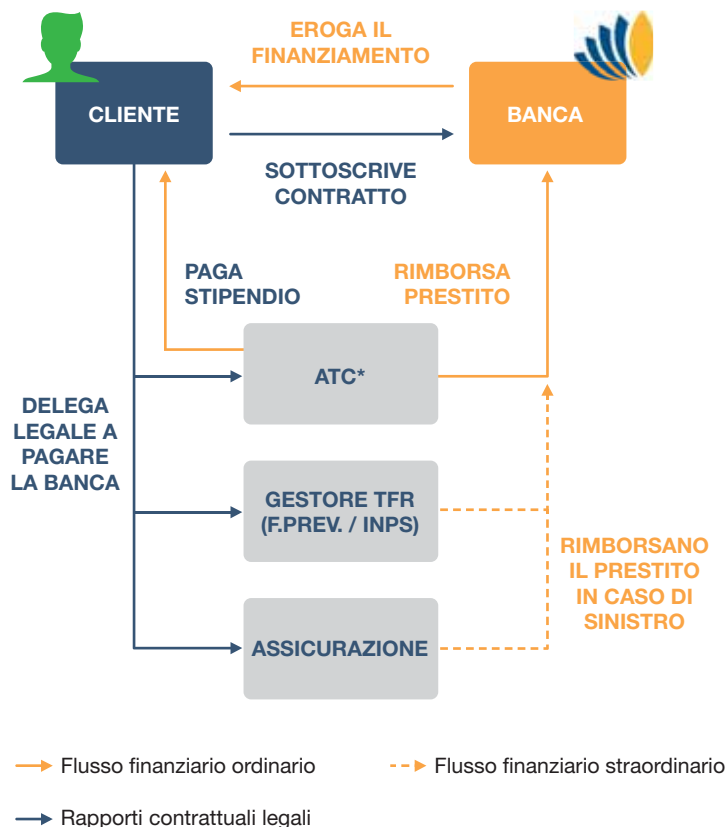 EROGA IL
FINANZIAMENTO
CLIENTE
BANCA
SOTTOSCRIVE
CONTRATTO
PAGA
STIPENDIO
RIMBORSA
PRESTITO
ATC*
DELEGA
LEGALE A
PAGARE
LA BANCA
GESTORE TFR
(F.PREV. / INPS)
RIMBORSANO
IL PRESTITO
IN CASO DI
SINISTRO
ASSICURAZIONE
Flusso finanziario ordinario
Flusso finanziario straordinario
Rapporti contrattuali legali